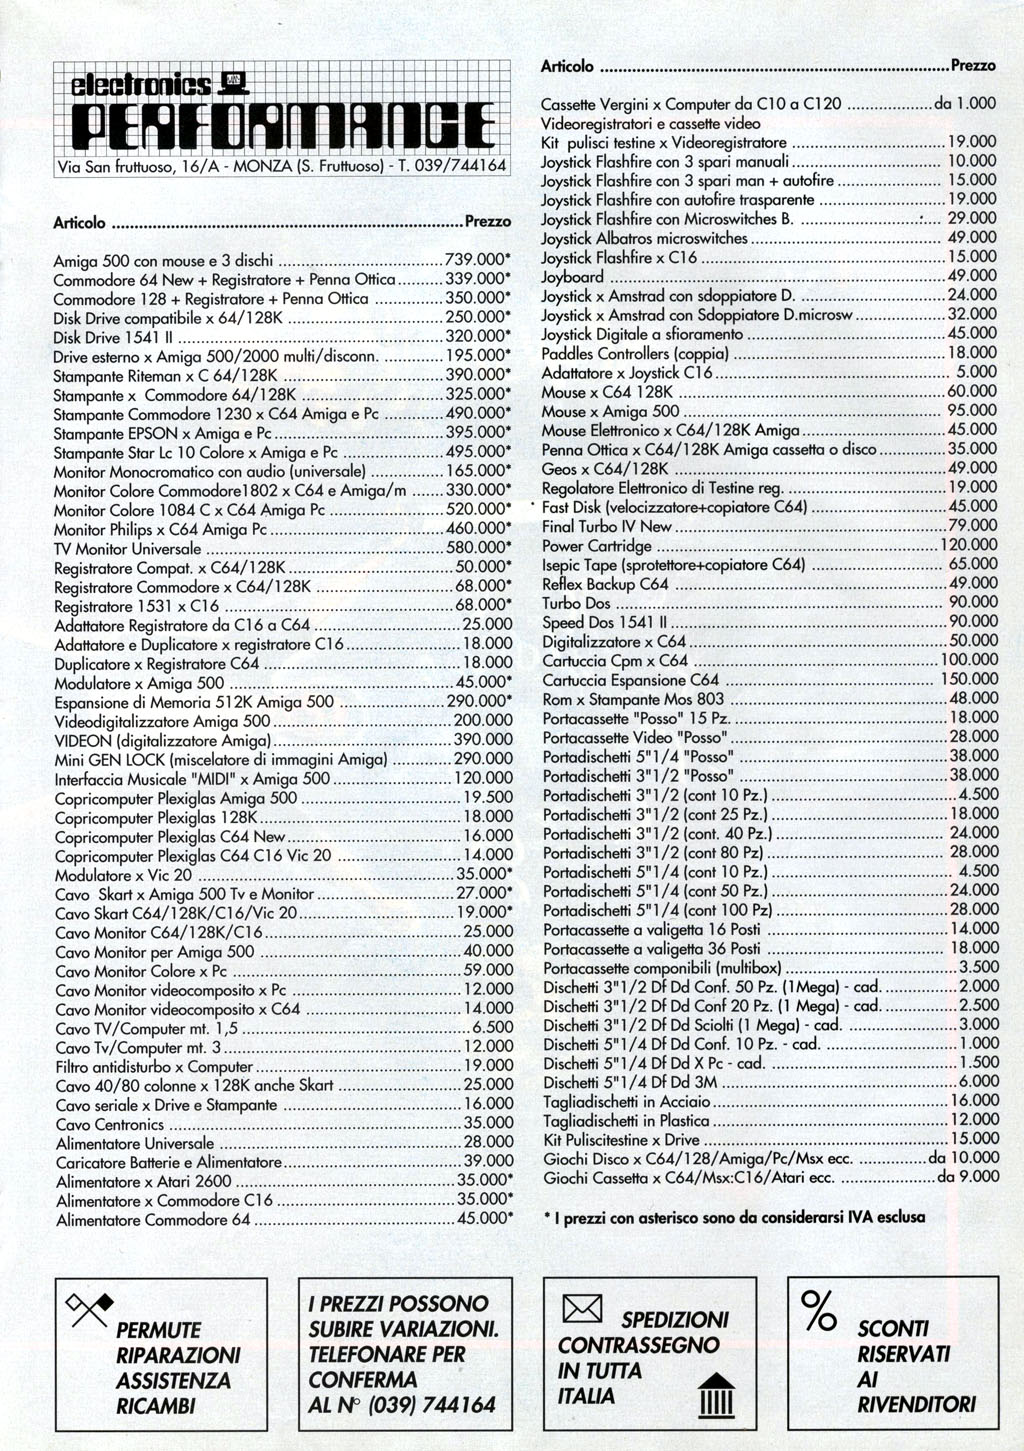 electronics
PERFORMANCE
Via San fruttuoso, 16/A - MONZA (S. Fruttuoso) - T. 039/744164
Articolo ........ Prezzo
Amiga 500 con mouse e 3 dischi ........ 739.000*
Commodore 64 New + Registratore + Penna Ottica ........ 339.000*
Commodore 128 + Registratore + Penna Ottica ........ 350.000*
Disk Drive compatibile x 64/128K ........ 250.000*
Disk Drive 1541 II ........ 320.000*
Drive esterno x Amiga 500/2000 multi/disconn. ........ 195.000*
Stampante Riteman x C 64/128K ........ 390.000*
Stampante x Commodore 64/128K ........ 325.000*
Stampante Commodore 1230 x C64 Amiga e Pc ........ 490.000*
Stampante EPSON x Amiga e Pc ........ 395.000*
Stampante Star Lc 10 Colore x Amiga e Pc ........ 495.000*
Monitor Monocromatico con audio (universale) ........ 165.000*
Monitor Colore Commodore1802 x C64 e Amiga/m ........ 330.000*
Monitor Colore 1084 C x C64 Amiga Pc ........ 520.000*
Monitor Philips x C64 Amiga Pc ........ 460.000*
TV Monitor Universale ........ 580.000*
Registratore Compat. x C64/128K ........ 50.000*
Registratore Commodore x C64/128K ........ 68.000*
Registratore 1531 x C16 ........ 68.000*
Adattatore Registratore da C16 a C64 ........ 25.000
Adattatore e Duplicatore x registratore C16 ........ 18.000
Duplicatore x Registratore C64 ........ 18.000
Modulatore x Amiga 500 ........ 45.000*
Espansione di Memoria 512K Amiga 500 ........ 290.000*
Videodigitalizzatore Amiga 500 ........ 200.000
VIDEON (digitalizzatore Amiga) ........ 390.000
Mini GEN LOCK (miscelatore di immagini Amiga) ........ 290.000
Interfaccia Musicale "MIDI" x Amiga 500 ........ 120.000
Copricomputer Plexiglas Amiga 500 ........ 19.500
Copricomputer Plexiglas 128K ........ 18.000
Copricomputer Plexiglas C64 New ........ 16.000
Copricomputer Plexiglas C64 C16 Vic 20 ........ 14.000
Modulatore x Vic 20 ........ 35.000*
Cavo Skart x Amiga 500 Tv e Monitor ........ 27.000*
Cavo Skart C64/128K/C16/Vic 20 ........ 19.000*
Cavo Monitor C64/128K/C16 ........ 25.000
Cavo Monitor per Amiga 500 ........ 40.000
Cavo Monitor Colore x Pc ........ 59.000
Cavo Monitor videocomposito x Pc ........ 12.000
Cavo Monitor videocomposito x C64 ........ 14.000
Cavo TV/Computer mt. 1,5 ........ 6.500
Cavo Tv/Computer mt. 3 ........ 12.000
Filtro antidisturbo x Computer ........ 19.000
Cavo 40/80 colonne x 128K anche Skart ........ 25.000
Cavo seriale x Drive e Stampante ........ 16.000
Cavo Centronics ........ 35.000
Alimentatore Universale ........ 28.000
Caricatore Batterie e Alimentatore ........ 39.000
Alimentatore x Atari 2600 ........ 35.000*
Alimentatore x Commodore C16 ........ 35.000*
Alimentatore Commodore 64 ........ 45.000*
Articolo ........ Prezzo
Cassette Vergini x Computer da C10 a C120 ........ da 1.000
Videoregistratori e cassette video
Kit pulisci testine x Videoregistratore ........ 19.000
Joystick Flashfire con 3 spari manuali ........ 10.000
Joystick Flashfire con 3 spari man + autofire ........ 15.000
Joystick Flashfire con autofire trasparente ........ 19.000
Joystick Flashfire con Microswitches B. ........ 29.000
Joystick Albatros microswitches ........ 49.000
Joystick Flashfire x C16 ........ 15.000
Joyboard ........ 49.000
Joystick x Amstrad con sdoppiatore D. ........ 24.000
Joystick x Amstrad con Sdoppiatore D.microsw ........ 32.000
Joystick Digitale a sfioramento ........ 45.000
Paddles Controllers (coppia) ........ 18.000
Adattatore x Joystick C16 ........ 5.000
Mouse x C64 128K ........ 60.000
Mouse x Amiga 500 ........ 95.000
Mouse Elettronico x C64/128K Amiga ........ 45.000
Penna Ottica x C64/128K Amiga cassetta o disco ........ 35.000
Geos x C64/128K ........ 49.000
Regolatore Elettronico di Testine reg. ........ 19.000
Fast Disk (velocizzatore+copiatore C64) ........ 45.000
Final Turbo IV New ........ 79.000
Power Cartridge ........ 120.000
Isepic Tape (sprotettore+copiatore C64) ........ 65.000
Reflex Backup C64 ........ 49.000
Turbo Dos ........ 90.000
Speed Dos 1541 II ........ 90.000
Digitalizzatore x C64 ........ 50.000
Cartuccia Cpm x C64 ........ 100.000
Cartuccia Espansione C64 ........ 150.000
Rom x Stampante Mos 803 ........ 48.000
Portacassette "Posso" 15 Pz. ........ 18.000
Portacassette Video "Posso" ........ 28.000
Portadischetti 5"1/4 "Posso" ........ 38.000
Portadischetti 3"1/2 "Posso" ........ 38.000
Portadischetti 3"1/2 (cont 10 Pz.) ........ 4.500
Portadischetti 3"1/2 (cont 25 Pz.) ........ 18.000
Portadischetti 3"1/2 (cont. 40 Pz.) ........ 24.000
Portadischetti 3"1/2 (cont 80 Pz) ........ 28.000
Portadischetti 5"1/4 (cont 10 Pz.) ........ 4.500
Portadischetti 5"1/4 (cont 50 Pz.) ........ 24.000
Portadischetti 5"1/4 (cont 100 Pz) ........ 28.000
Portacassette a valigetta 16 Posti ........ 14.000
Portacassette a valigetta 36 Posti ........ 18.000
Portacassette componibili (multibox) ........ 3.500
Dischetti 3"1/2 Df Dd Conf. 50 Pz. (1Mega) - cad. ........ 2.000
Dischetti 3"1/2 Df Dd Conf 20 Pz. (1 Mega) - cad. ........ 2.500
Dischetti 3"1/2 Df Dd Sciolti (1 Mega) - cad. ........ 3.000
Dischetti 5"1/4 Df Dd Conf. 10 Pz. - cad. ........ 1.000
Dischetti 5"1/4 Df Dd X Pc - cad. ........ 1.500
Dischetti 5"1/4 Df Dd 3M ........ 6.000
Tagliadischetti in Acciaio ........ 16.000
Tagliadischetti in Plastica ........ 12.000
Kit Puliscitestine x Drive ........ 15.000
Giochi Disco x C64/128/Amiga/Pc/Msx ecc. ........ da 10.000
Giochi Cassetta x C64/Msx:C16/Atari ecc. ........ da 9.000
* I prezzi con asterisco sono da considerarsi IVA esclusa
PERMUTE
RIPARAZIONI
ASSISTENZA
RICAMBI
I PREZZI POSSONO
SUBIRE VARIAZIONI.
TELEFONARE PER
CONFERMA
AL N° (039) 744164
SPEDIZIONI
CONTRASSEGNO
IN TUTTA
ITALIA
%
SCONTI
RISERVATI
AI
RIVENDITORI